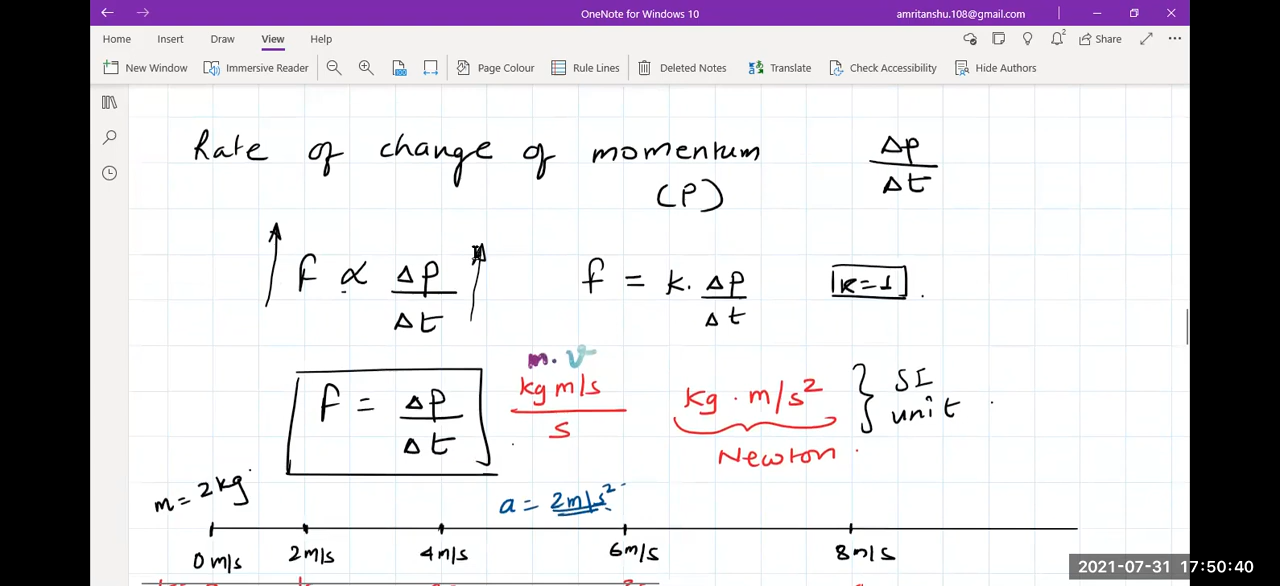 OneNote for Windows 10
amritanshu.108@gmail.com
Home Insert Draw View Help
2 Share
New Window Immersive Reader Page Colour Rule Lines Deleted Notes Translate Check Accessibility Hide Authors
Rate of change of momentum Δp/Δt
(P)
F ∝ Δp/Δt f = k. Δp/Δt k=1
m. v
F = Δp/Δt kg m/s / s kg . m/s² } SI unit
Newton
m = 2 kg
a = 2m/s²
0 m/s 2m/s 4m/s 6m/s 8m/s
2021-07-31 17:50:40